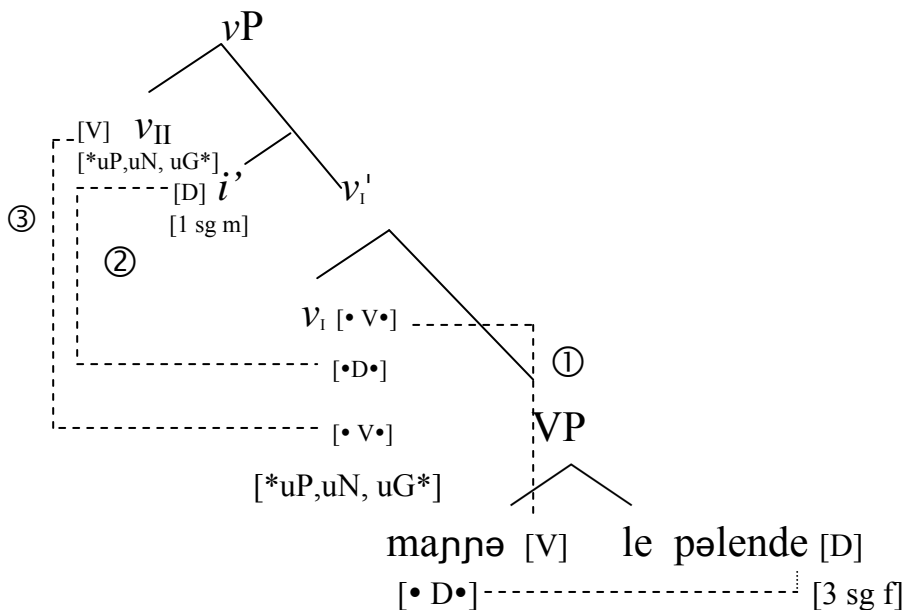 vP
[V] vII
[*uP,uN, uG*]
[D] i’ vI'
[1 sg m]
③
②
vI [• V•]
[•D•]
①
[• V•]
VP
[*uP,uN, uG*]
maɲɲə [V] le pəlende [D]
[• D•] [3 sg f]